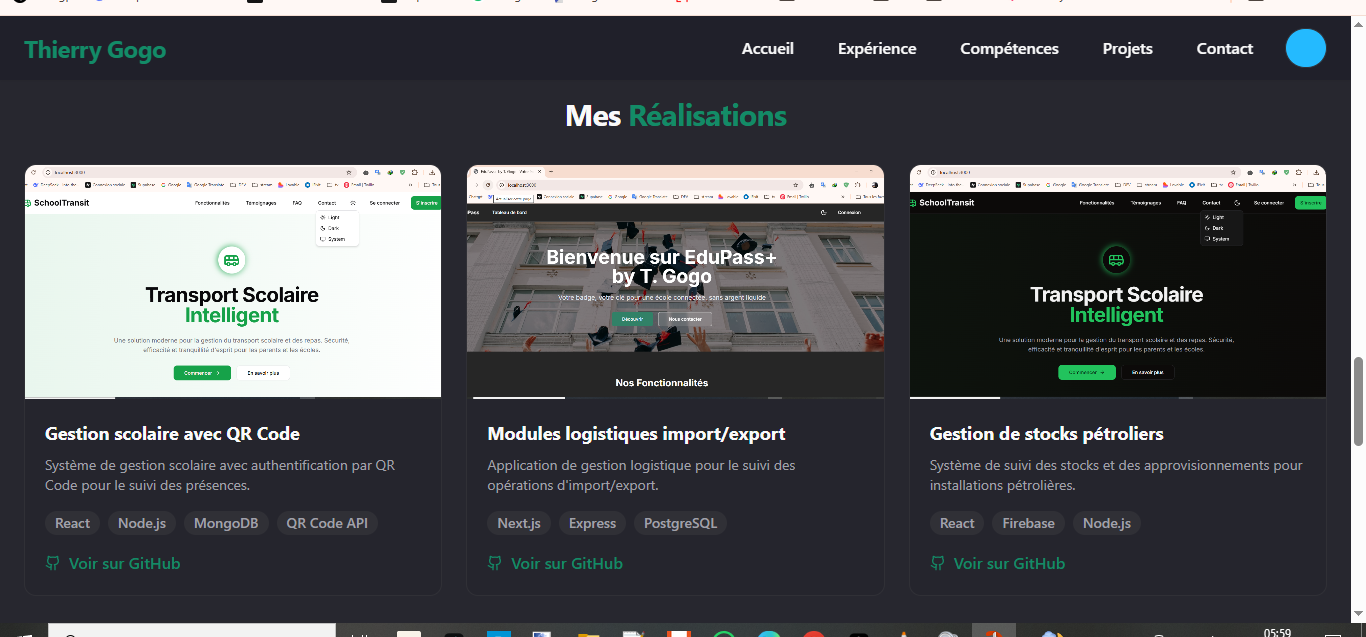 Thierry Gogo
Accueil Expérience Compétences Projets Contact
Mes Réalisations
localhost:3000
SchoolTransit
Fonctionnalités Témoignages FAQ Contact Se connecter S'inscrire
Light
Dark
System
Transport Scolaire
Intelligent
Une solution moderne pour la gestion du transport scolaire et des repas. Sécurité,
efficacité et tranquillité d'esprit pour les parents et les écoles.
Commencer En savoir plus
Gestion scolaire avec QR Code
Système de gestion scolaire avec authentification par QR
Code pour le suivi des présences.
React Node.js MongoDB QR Code API
Voir sur GitHub
localhost:3000
Tableau de bord Connexion
Bienvenue sur EduPass+
by T. Gogo
Votre badge, votre clé pour une école connectée, sans argent liquide
Découvrir Nous contacter
Nos Fonctionnalités
Modules logistiques import/export
Application de gestion logistique pour le suivi des
opérations d'import/export.
Next.js Express PostgreSQL
Voir sur GitHub
localhost:3000
SchoolTransit
Fonctionnalités Témoignages FAQ Contact Se connecter S'inscrire
Light
Dark
System
Transport Scolaire
Intelligent
Une solution moderne pour la gestion du transport scolaire et des repas. Sécurité,
efficacité et tranquillité d'esprit pour les parents et les écoles.
Commencer En savoir plus
Gestion de stocks pétroliers
Système de suivi des stocks et des approvisionnements pour
installations pétrolières.
React Firebase Node.js
Voir sur GitHub
05:59